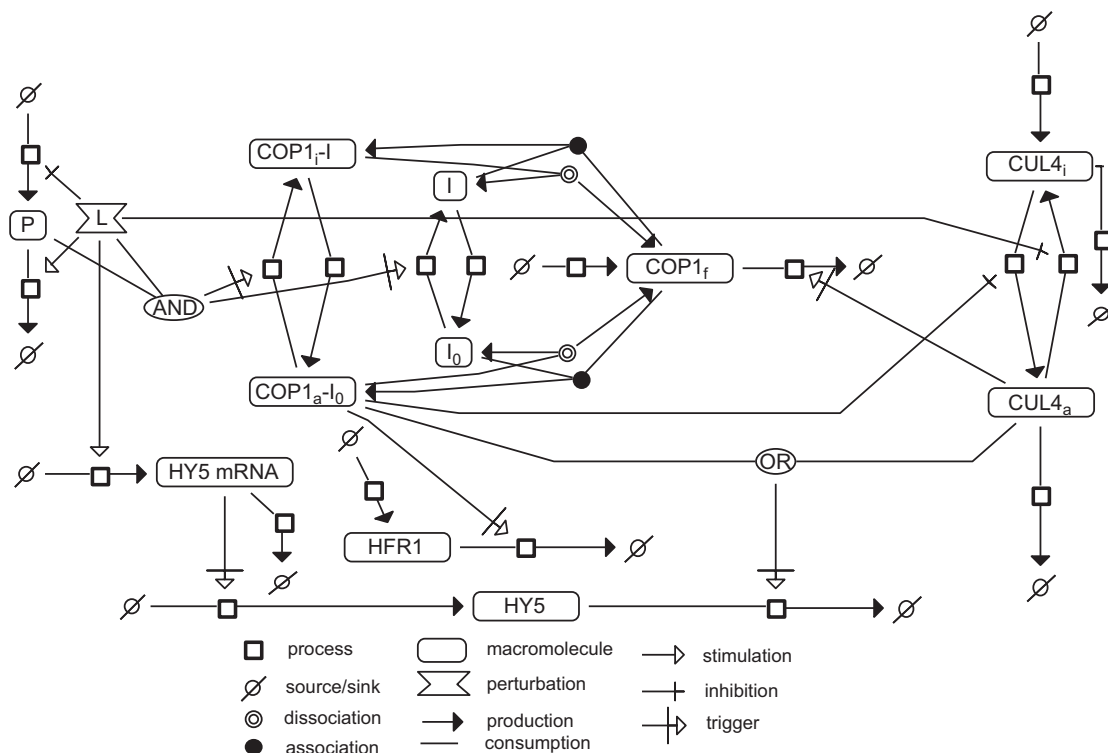 COP1i-I
CUL4i
I
P
L
COP1f
AND
I0
COP1a-I0
CUL4a
OR
HY5 mRNA
HFR1
HY5
process
macromolecule
stimulation
source/sink
perturbation
inhibition
dissociation
production
trigger
association
consumption